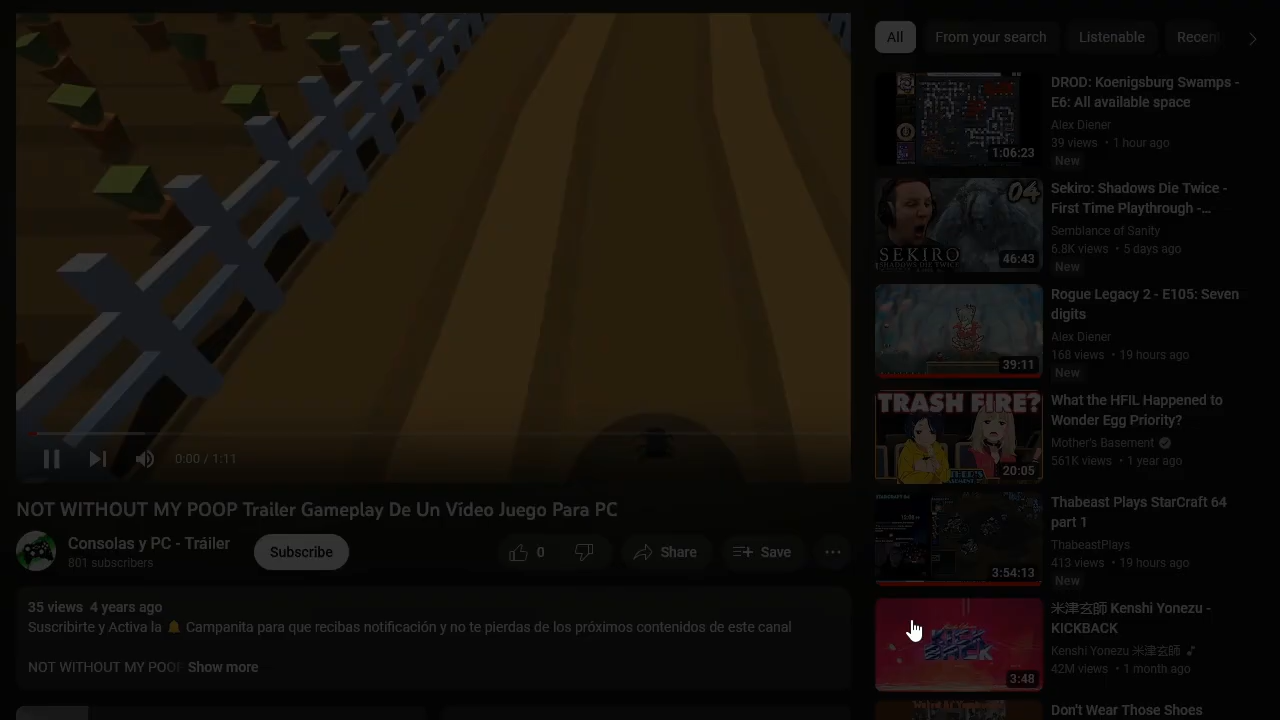 All
From your search
Listenable
Recent
DROD: Koenigsburg Swamps -
E6: All available space
Alex Diener
39 views • 1 hour ago
New
1:06:23
Sekiro: Shadows Die Twice -
First Time Playthrough -...
Semblance of Sanity
6.8K views • 5 days ago
New
04
SEKIRO
SHADOWS DIE TWICE
46:43
Rogue Legacy 2 - E105: Seven
digits
Alex Diener
168 views • 19 hours ago
New
39:11
What the HFIL Happened to
Wonder Egg Priority?
Mother's Basement
561K views • 1 year ago
TRASH FIRE?
20:05
Thabeast Plays StarCraft 64
part 1
ThabeastPlays
413 views • 19 hours ago
New
3:54:13
米津玄師 Kenshi Yonezu -
KICKBACK
Kenshi Yonezu 米津玄師
42M views • 1 month ago
KICK
BACK
3:48
Don't Wear Those Shoes
0:00 / 1:11
NOT WITHOUT MY POOP Trailer Gameplay De Un Vídeo Juego Para PC
Consolas y PC - Tráiler
801 subscribers
Subscribe
0
Share
Save
35 views 4 years ago
Suscribirte y Activa la 🔔 Campanita para que recibas notificación y no te pierdas de los próximos contenidos de este canal
NOT WITHOUT MY POOP Show more